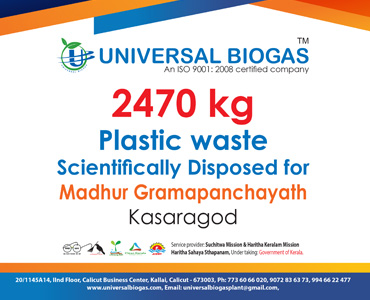 UNIVERSAL BIOGAS TM
An ISO 9001: 2008 certified company
2470 kg
Plastic waste
Scientifically Disposed for
Madhur Gramapanchayath
Kasaragod
Service provider: Suchitwa Mission & Haritha Keralam Mission
Haritha Sahaya Sthapanam, Under taking: Government of Kerala.
20/1145A14, IInd Floor, Calicut Business Center, Kallai, Calicut - 673003, Ph: 773 60 66 020, 9072 83 63 73, 994 66 22 477
www.universalbiogas.com, Email: universalbiogasplant@gmail.com,